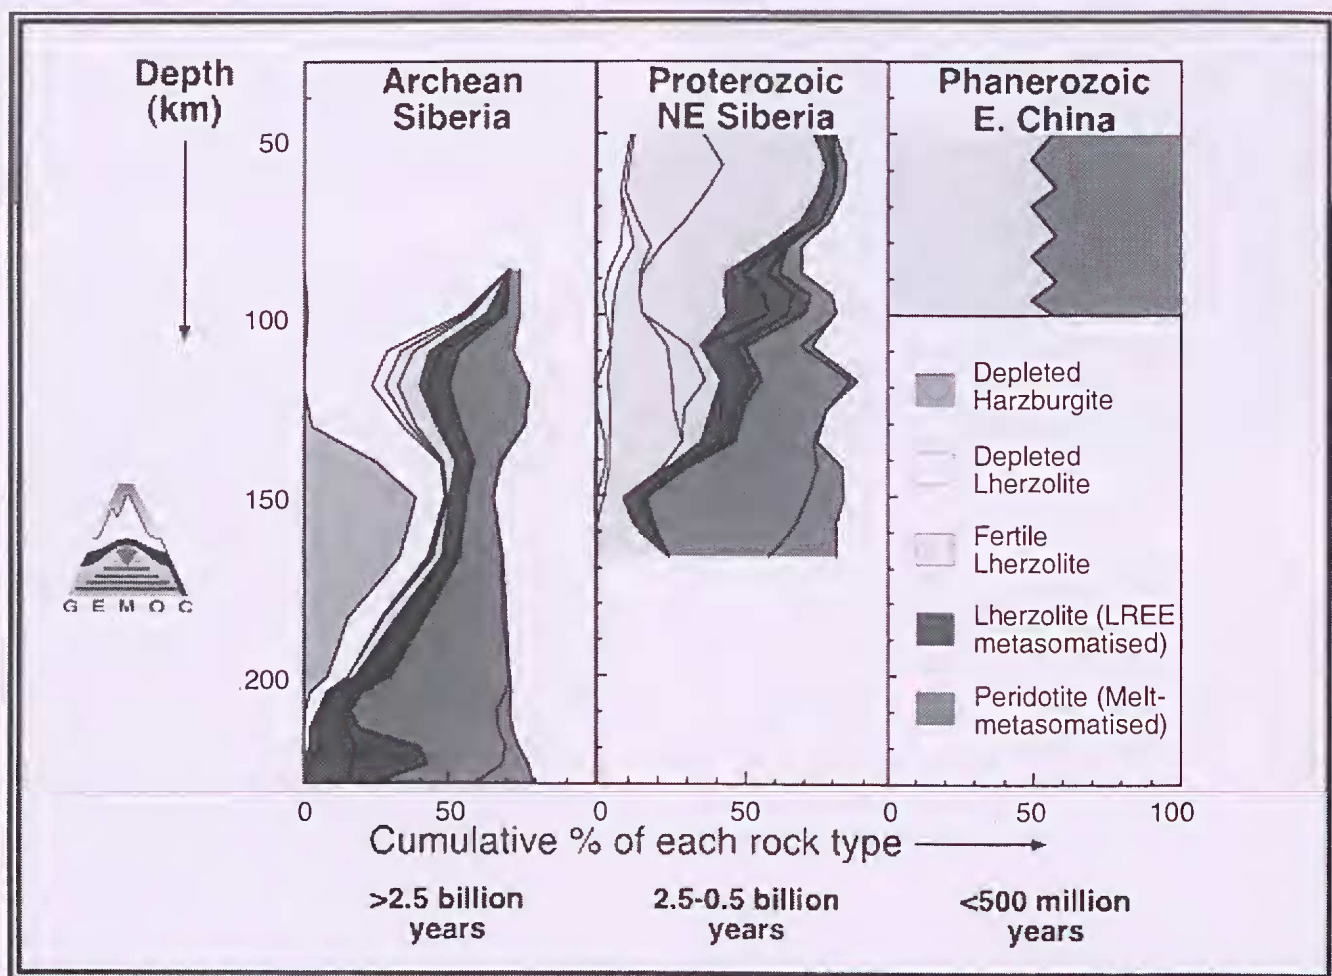 Depth
(km)
Archean
Siberia
Proterozoic
NE Siberia
Phanerozoic
E. China
50
100
150
.200
Depleted
Harzburgite
Depleted
Lherzolite
Fertile
Lherzolite
Lherzolite (LREE
metasomatised)
Peridotite (Melt-
metasomatised)
G E M O C
0 50 0 50 0 50 100
Cumulative % of each rock type
>2.5 billion
years
2.5-0.5 billion
years
<500 million
years